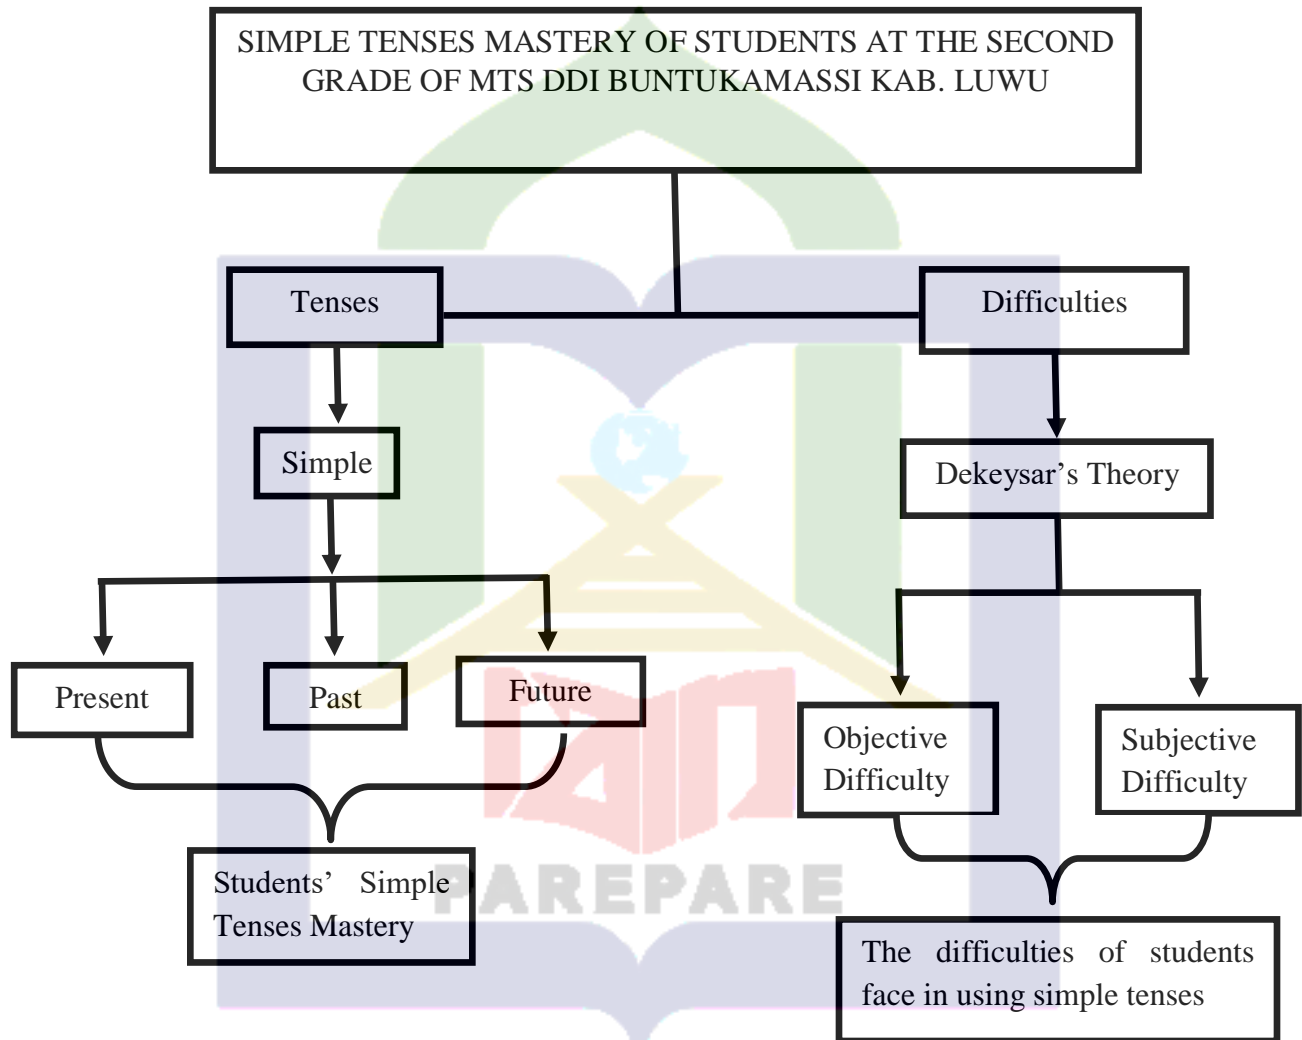 SIMPLE TENSES MASTERY OF STUDENTS AT THE SECOND
GRADE OF MTS DDI BUNTUKAMASSI KAB. LUWU
Tenses
Difficulties
Simple
Dekeysar’s Theory
Present
Past
Future
Objective
Difficulty
Subjective
Difficulty
Students’ Simple
Tenses Mastery
PAREPARE
The difficulties of students
face in using simple tenses